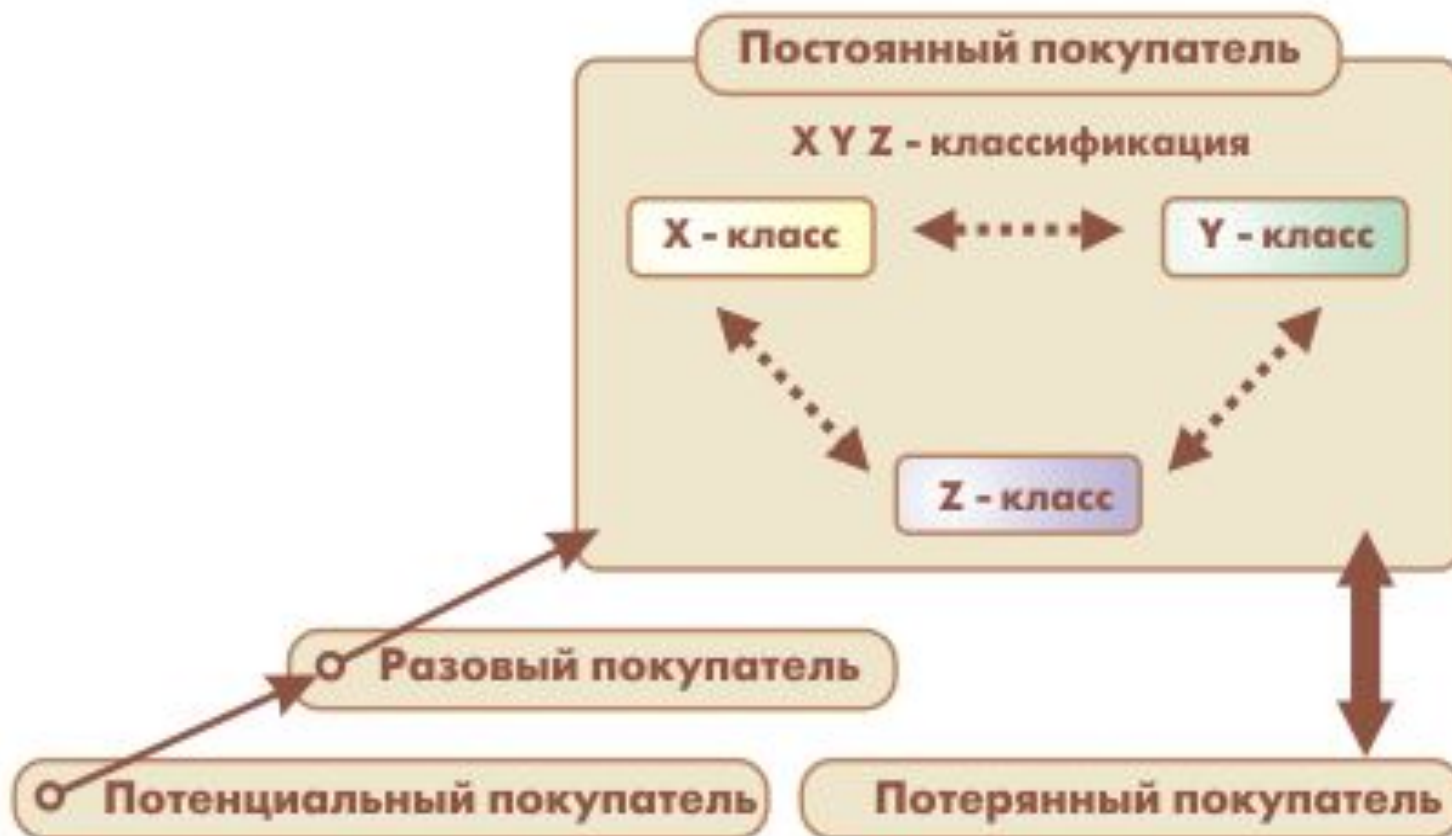 Постоянный покупатель
X Y Z - классификация
X - класс
Y - класс
Z - класс
Разовый покупатель
Потенциальный покупатель
Потерянный покупатель